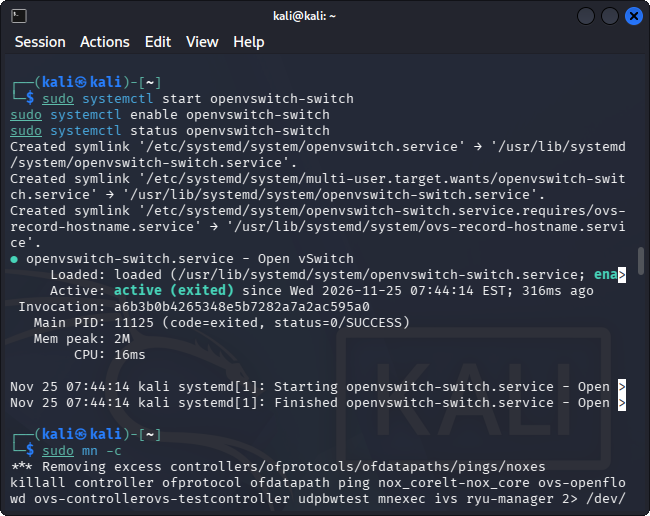 kali@kali: ~
Session Actions Edit View Help
┌──(kali㉿kali)-[~]
└─$ sudo systemctl start openvswitch-switch
sudo systemctl enable openvswitch-switch
sudo systemctl status openvswitch-switch
Created symlink '/etc/systemd/system/openvswitch.service' → '/usr/lib/systemd
/system/openvswitch-switch.service'.
Created symlink '/etc/systemd/system/multi-user.target.wants/openvswitch-swit
ch.service' → '/usr/lib/systemd/system/openvswitch-switch.service'.
Created symlink '/etc/systemd/system/openvswitch-switch.service.requires/ovs-
record-hostname.service' → '/usr/lib/systemd/system/ovs-record-hostname.servi
ce'.
● openvswitch-switch.service - Open vSwitch
Loaded: loaded (/usr/lib/systemd/system/openvswitch-switch.service; ena>
Active: active (exited) since Wed 2026-11-25 07:44:14 EST; 316ms ago
Invocation: a6b3b0b4265348e5b7282a7a2ac595a0
Main PID: 11125 (code=exited, status=0/SUCCESS)
Mem peak: 2M
CPU: 16ms
Nov 25 07:44:14 kali systemd[1]: Starting openvswitch-switch.service - Open >
Nov 25 07:44:14 kali systemd[1]: Finished openvswitch-switch.service - Open >
KALI
┌──(kali㉿kali)-[~]
└─$ sudo mn -c
*** Removing excess controllers/ofprotocols/ofdatapaths/pings/noxes
killall controller ofprotocol ofdatapath ping nox_corelt-nox_core ovs-openflo
wd ovs-controllerovs-testcontroller udpbwtest mnexec ivs ryu-manager 2> /dev/